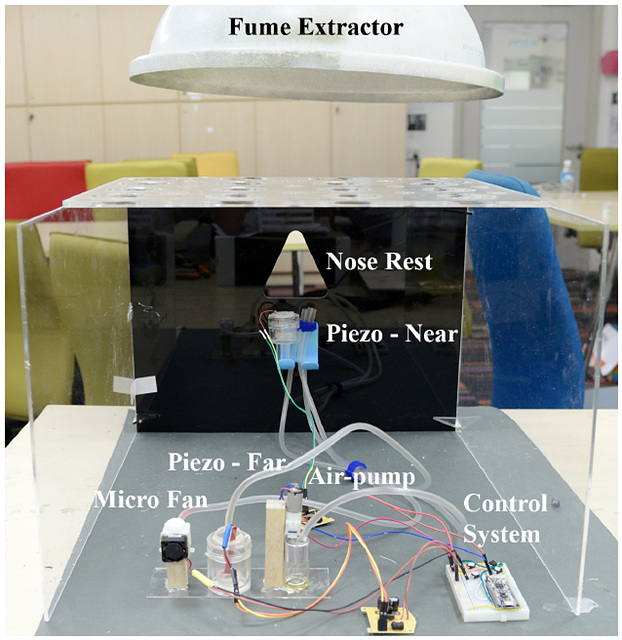 Fume Extractor
Nose Rest
Piezo - Near
Piezo - Far
Air-pump
Micro Fan
Control
System